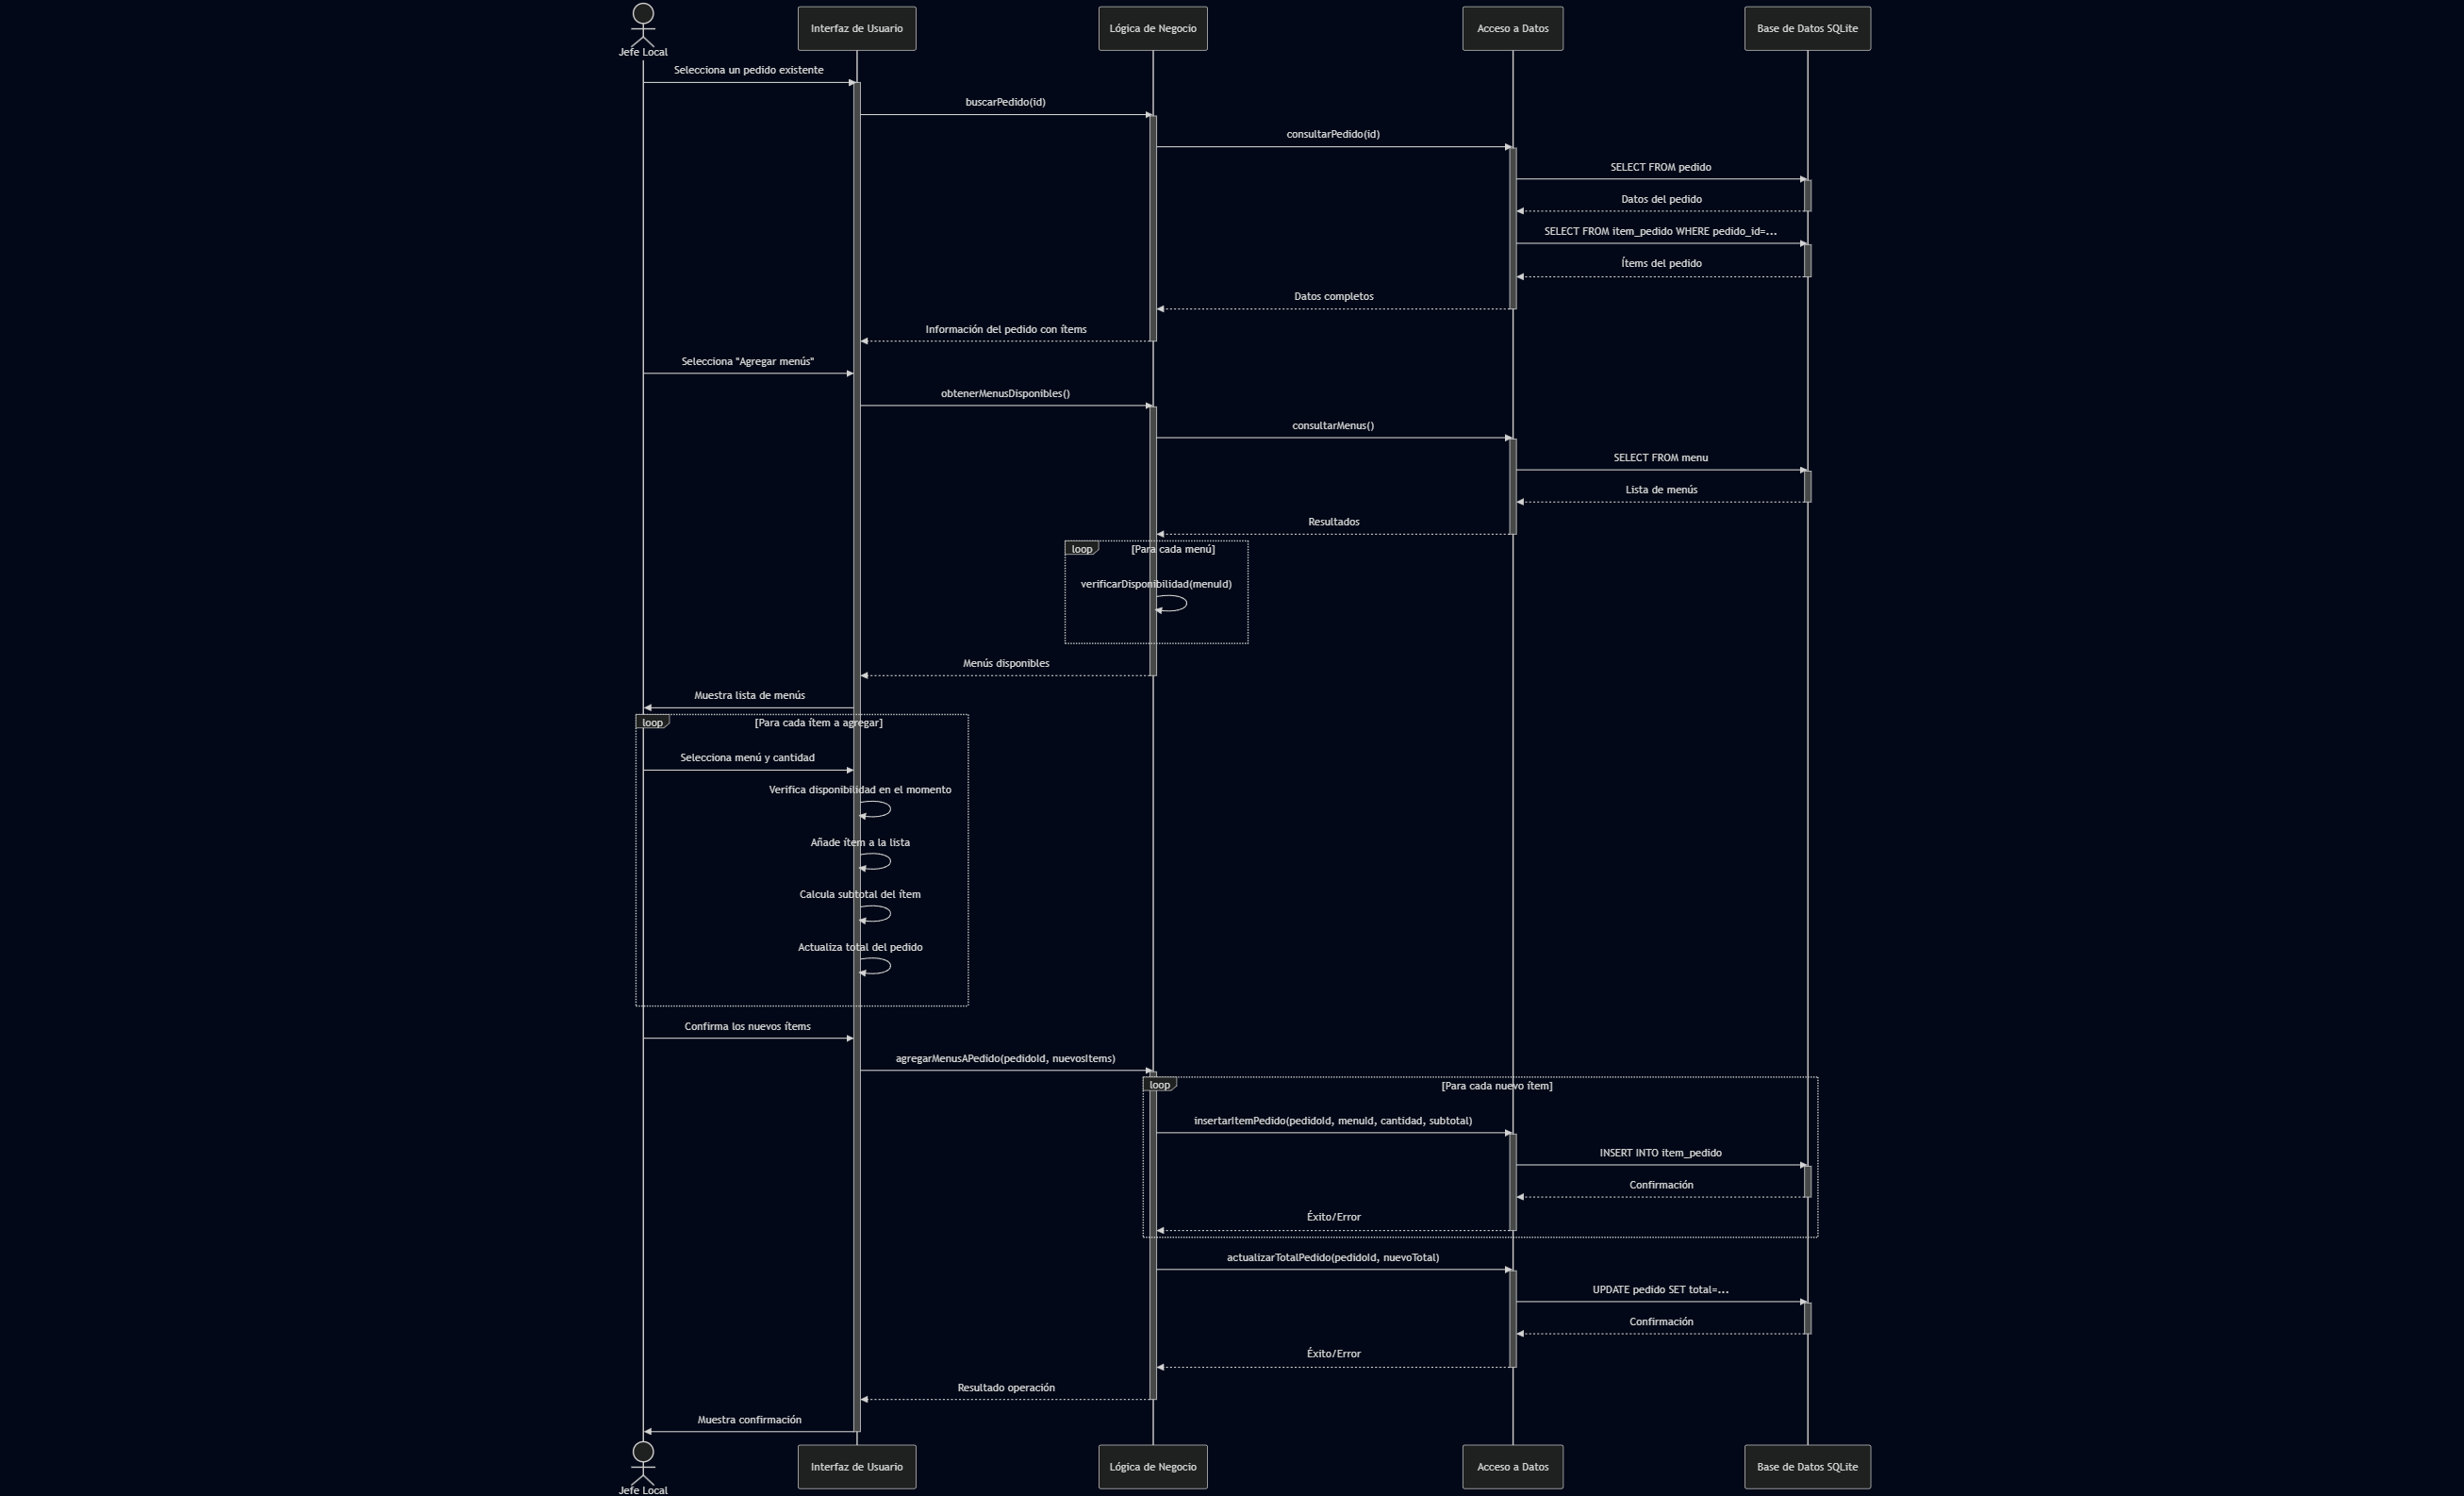 Jefe Local
Interfaz de Usuario
Lógica de Negocio
Acceso a Datos
Base de Datos SQLite
Selecciona un pedido existente
buscarPedido(id)
consultarPedido(id)
SELECT FROM pedido
Datos del pedido
SELECT FROM item_pedido WHERE pedido_id=...
Ítems del pedido
Datos completos
Información del pedido con ítems
Selecciona "Agregar menús"
obtenerMenusDisponibles()
consultarMenus()
SELECT FROM menu
Lista de menús
Resultados
loop
[Para cada menú]
verificarDisponibilidad(menuId)
Menús disponibles
Muestra lista de menús
loop
[Para cada ítem a agregar]
Selecciona menú y cantidad
Verifica disponibilidad en el momento
Añade ítem a la lista
Calcula subtotal del ítem
Actualiza total del pedido
Confirma los nuevos ítems
agregarMenusAPedido(pedidoId, nuevosItems)
loop
[Para cada nuevo ítem]
insertarItemPedido(pedidoId, menuId, cantidad, subtotal)
INSERT INTO item_pedido
Confirmación
Éxito/Error
actualizarTotalPedido(pedidoId, nuevoTotal)
UPDATE pedido SET total=...
Confirmación
Éxito/Error
Resultado operación
Muestra confirmación
Jefe Local
Interfaz de Usuario
Lógica de Negocio
Acceso a Datos
Base de Datos SQLite